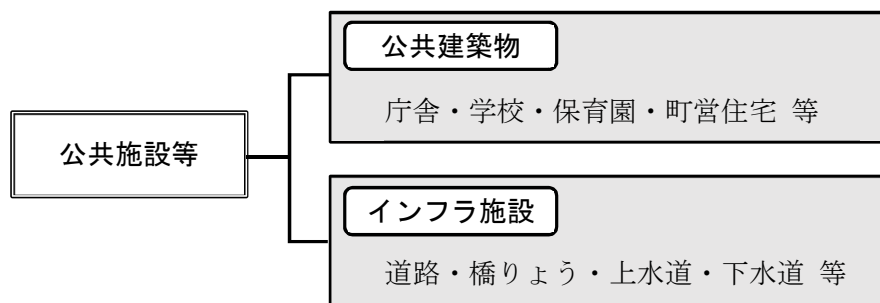 公共施設等
公共建築物
庁舎・学校・保育園・町営住宅 等
インフラ施設
道路・橋りょう・上水道・下水道 等